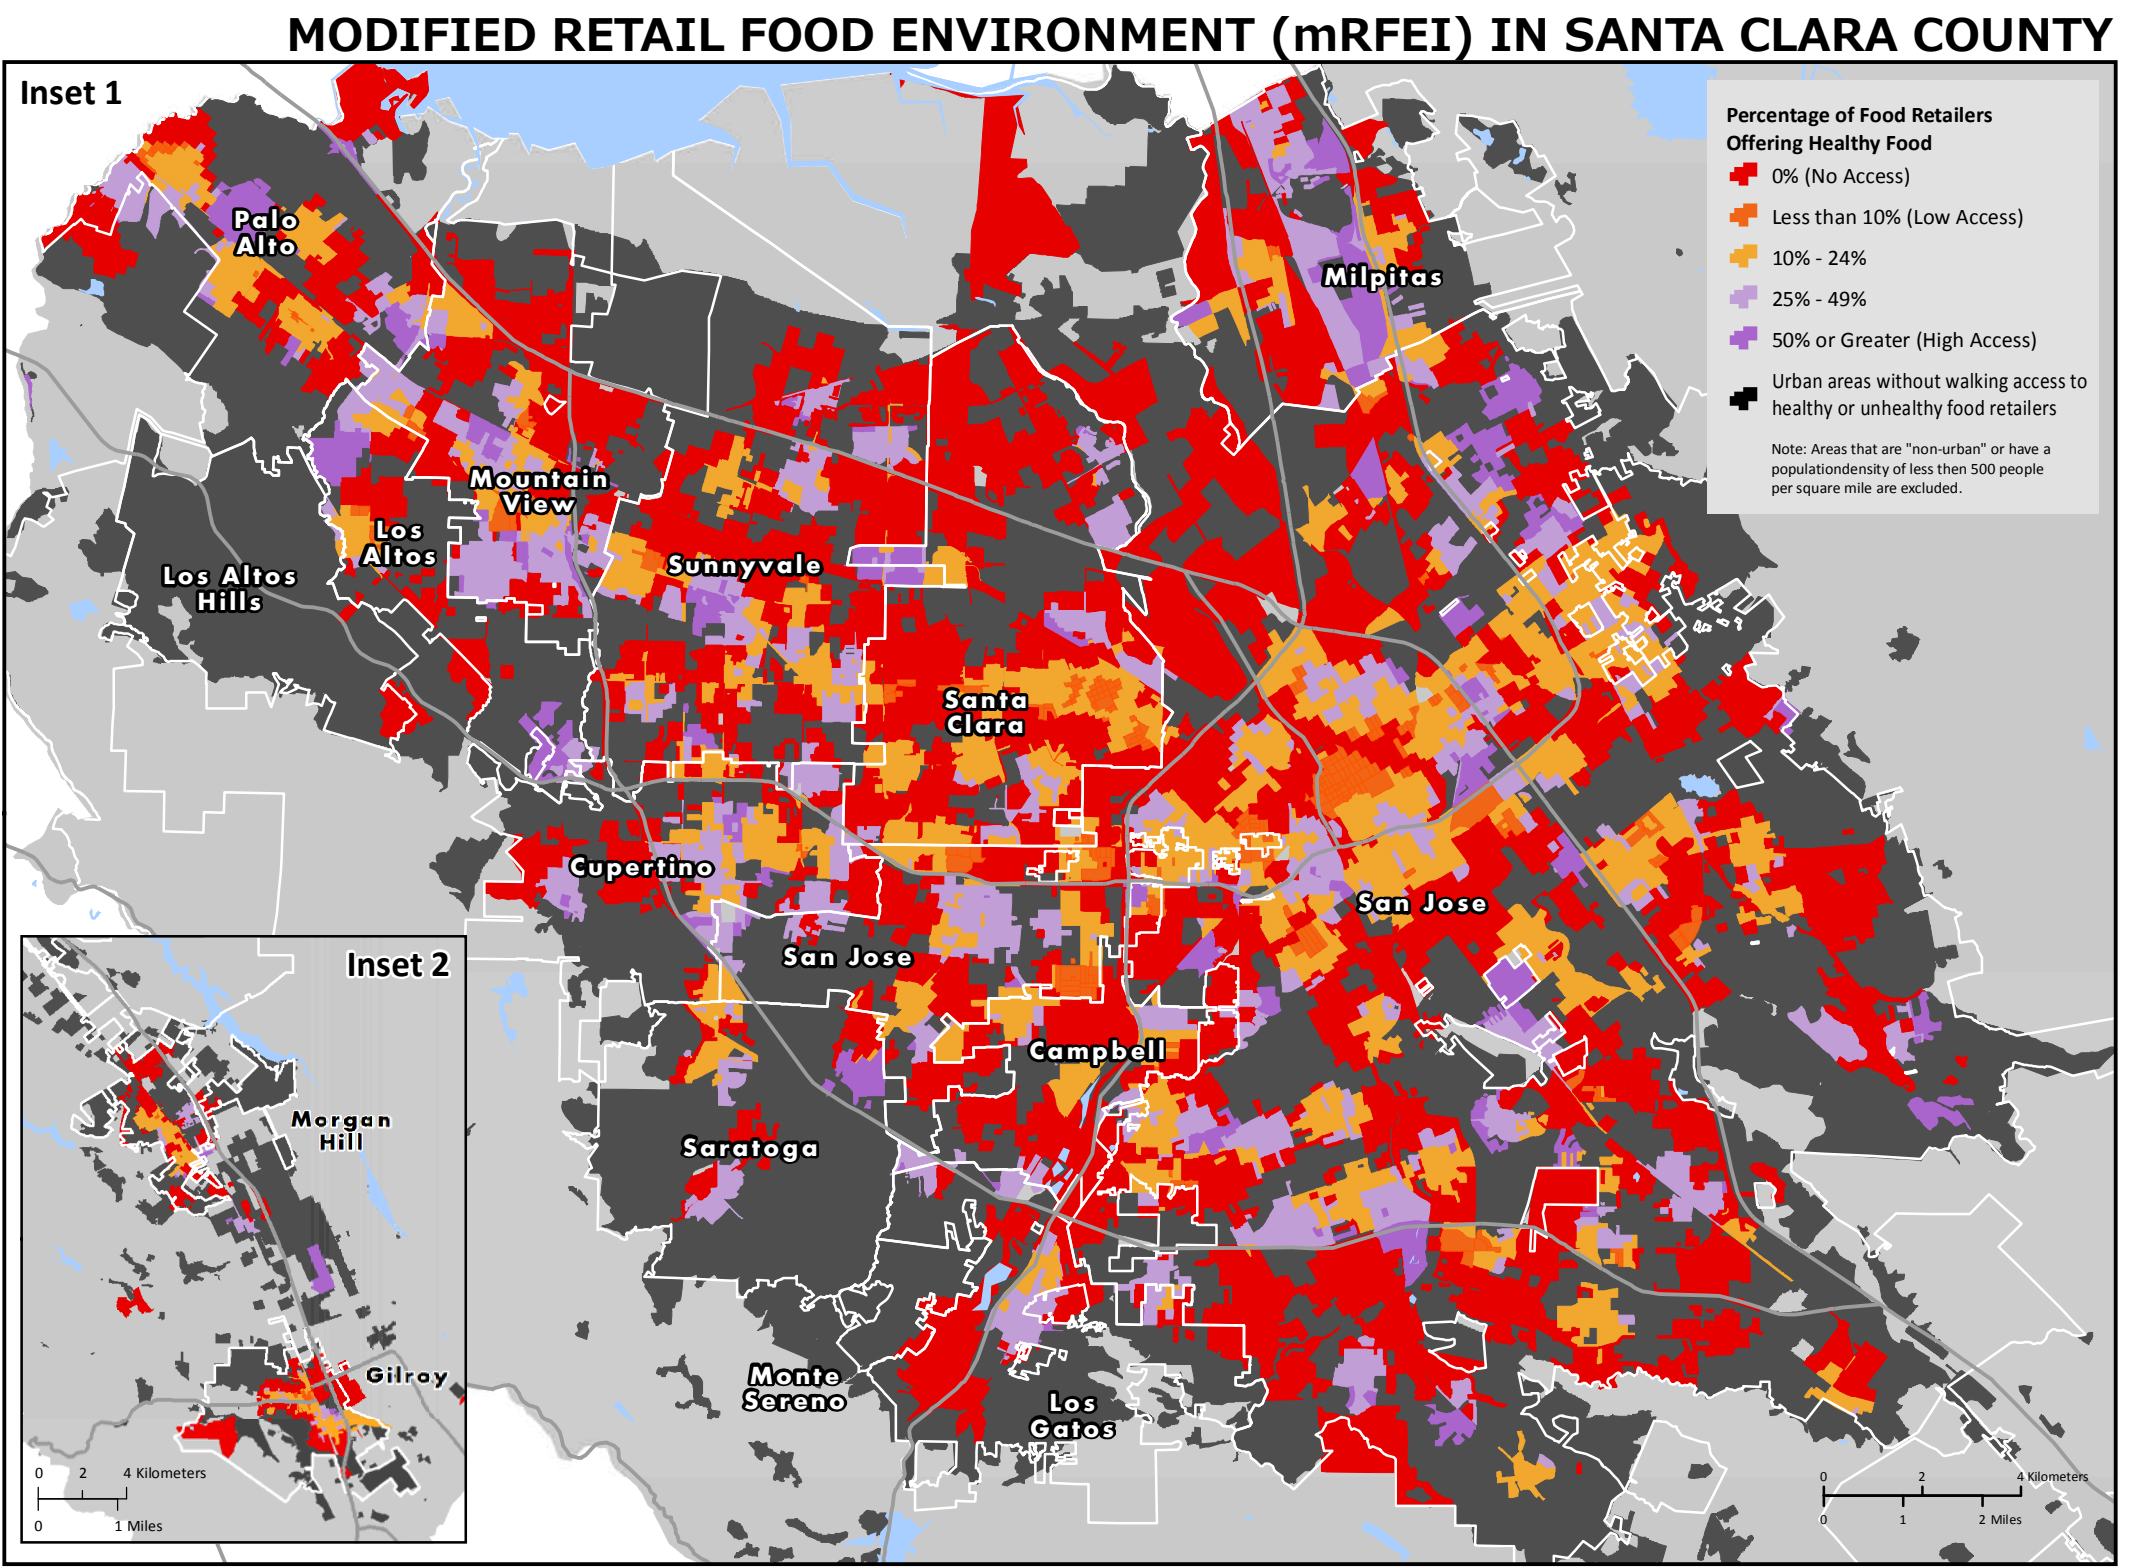 MODIFIED RETAIL FOOD ENVIRONMENT (mRFEI) IN SANTA CLARA COUNTY
Inset 1
Percentage of Food Retailers
Offering Healthy Food
0% (No Access)
Less than 10% (Low Access)
10% - 24%
25% - 49%
50% or Greater (High Access)
Urban areas without walking access to
healthy or unhealthy food retailers
Note: Areas that are "non-urban" or have a
populationdensity of less then 500 people
per square mile are excluded.
Palo
Alto
Milpitas
Mountain
View
Los
Altos
Los Altos
Hills
Sunnyvale
Santa
Clara
Cupertino
San Jose
San Jose
Campbell
Saratoga
Monte
Sereno
Los
Gatos
Inset 2
Morgan
Hill
Gilroy
0 2 4 Kilometers
0 1 Miles
0 2 4 Kilometers
0 1 2 Miles